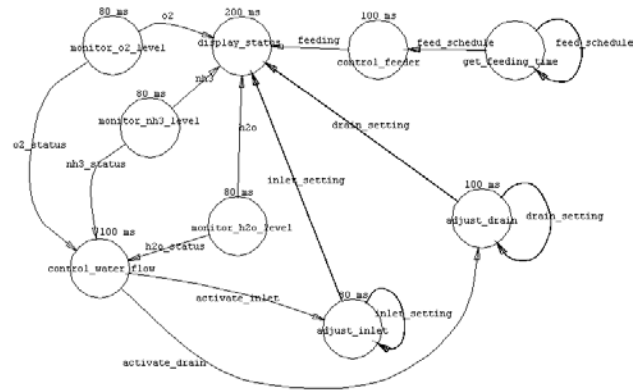 80 ms
o2
monitor_o2_level
200 ms
display_status
feeding
100 ms
control_feeder
feed_schedule
get_feeding_time
feed_schedule
nh3
80 ms
monitor_nh3_level
o2_status
nh3_status
h2o
drain_setting
inlet_setting
80 ms
monitor_h2o_level
h2o_status
100 ms
adjust_drain
drain_setting
100 ms
control_water_flow
activate_inlet
80 ms
adjust_inlet
inlet_setting
activate_drain